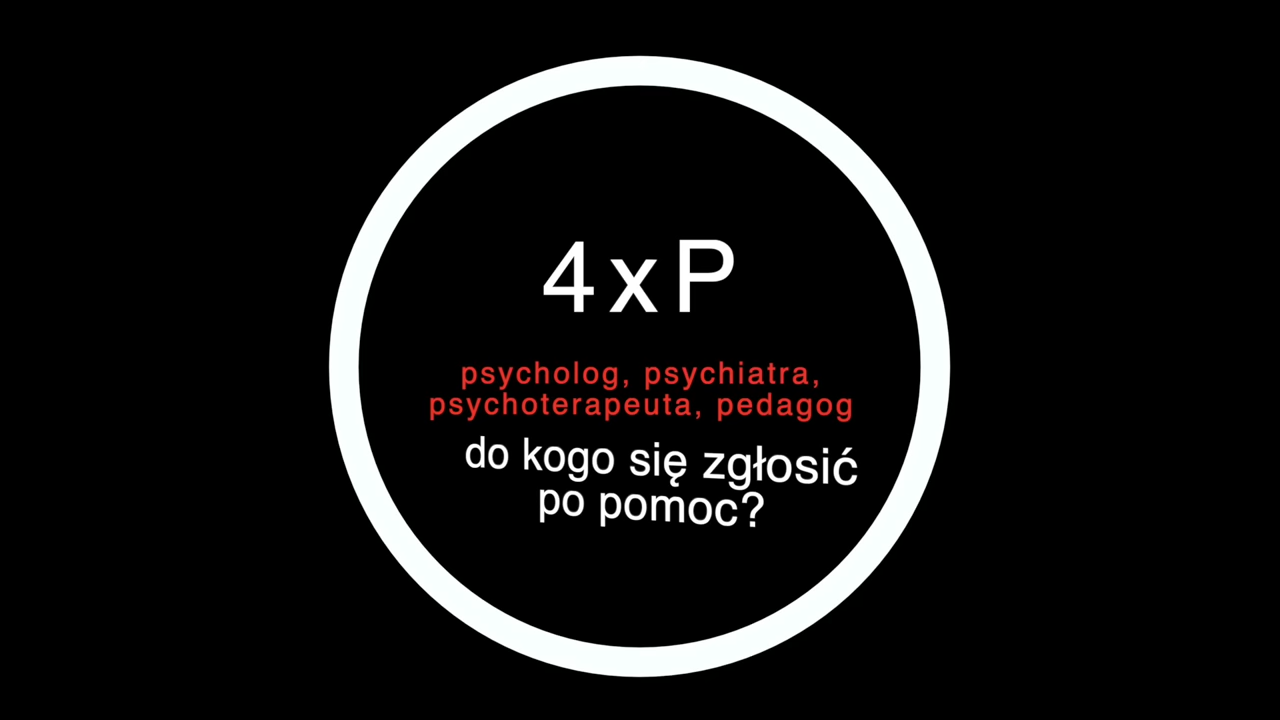 4xP
psycholog, psychiatra,
psychoterapeuta, pedagog
do kogo się zgłosić
po pomoc?